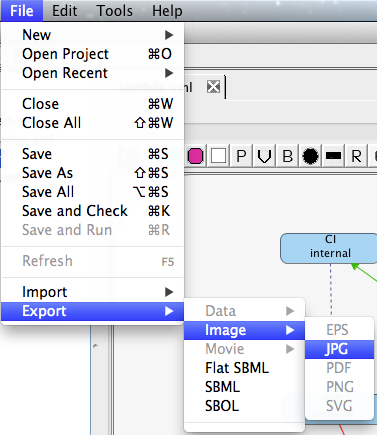 File Edit Tools Help
New
Open Project ⌘O
Open Recent
Close ⌘W
Close All ⇧⌘W
Save ⌘S
Save As ⇧⌘S
Save All ⌥⌘S
Save and Check ⌘K
Save and Run ⌘R
Refresh F5
Import
Export
P V B R
CI
internal
Data
Image
Movie
Flat SBML
SBML
SBOL
EPS
JPG
PDF
PNG
SVG